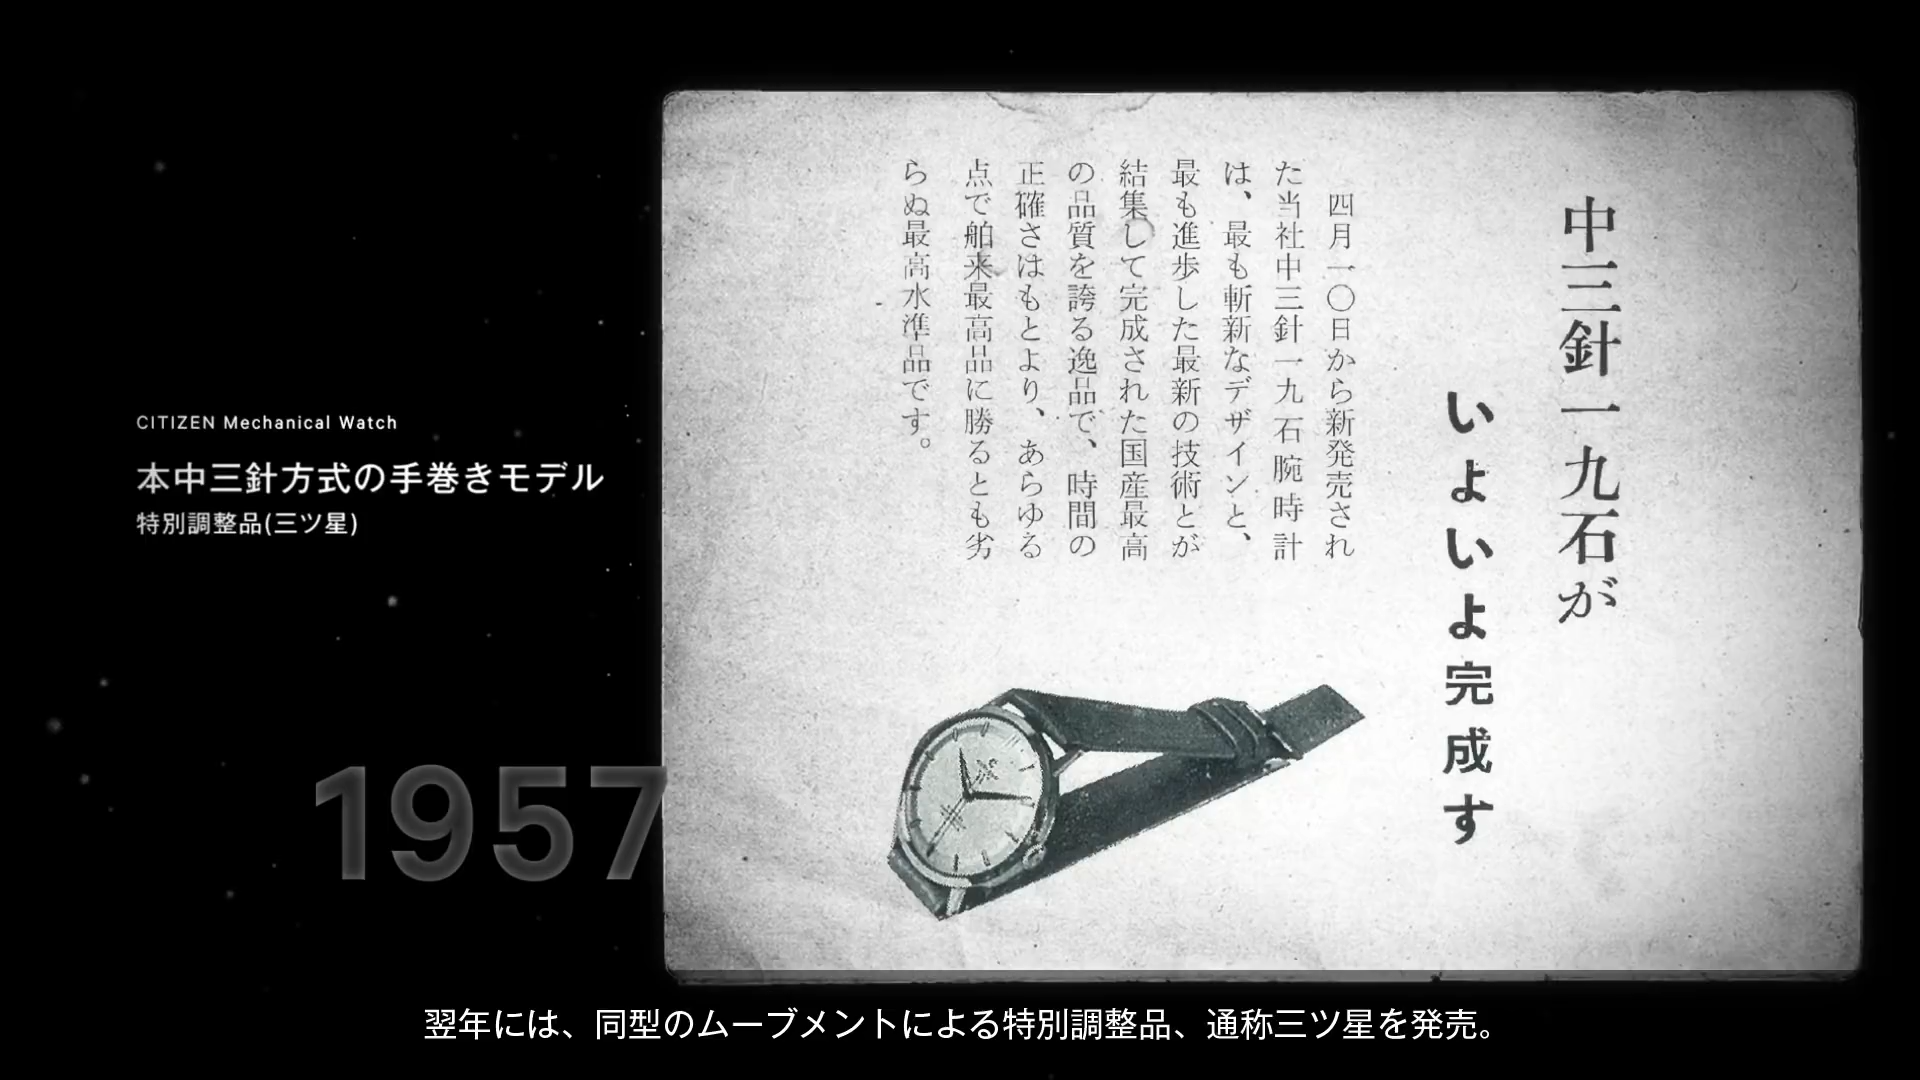 CITIZEN Mechanical Watch
本中三針方式の手巻きモデル
特別調整品(三ツ星)
1957
中三針一九石が
いよいよ完成す
四月一〇日から新発売され
た当社中三針一九石腕時計
は、最も斬新なデザインと、
最も進歩した最新の技術とが
結集して完成された国産最高
の品質を誇る逸品で、時間の
正確さはもとより、あらゆる
点で舶来最高品に勝るとも劣
らぬ最高水準品です。
翌年には、同型のムーブメントによる特別調整品、通称三ツ星を発売。